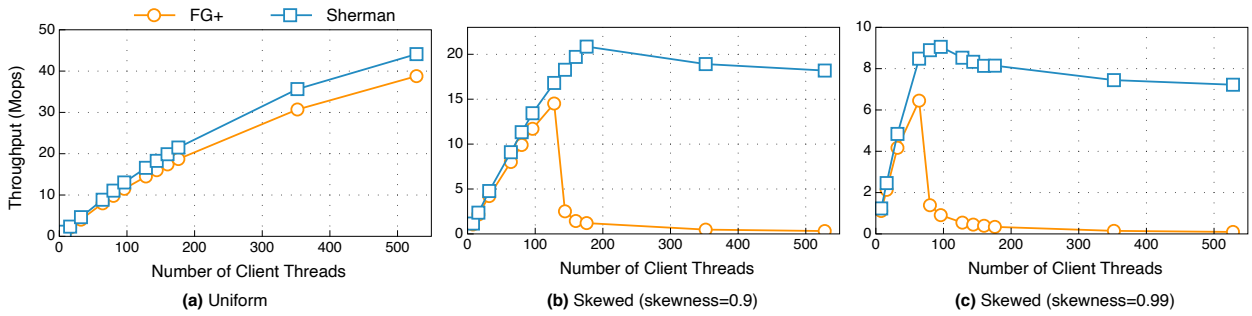 FG+ Sherman
Throughput (Mops)
50
40
30
20
10
0
0 100 200 300 400 500
Number of Client Threads
(a) Uniform
20
15
10
5
0
0 100 200 300 400 500
Number of Client Threads
(b) Skewed (skewness=0.9)
10
8
6
4
2
0
0 100 200 300 400 500
Number of Client Threads
(c) Skewed (skewness=0.99)